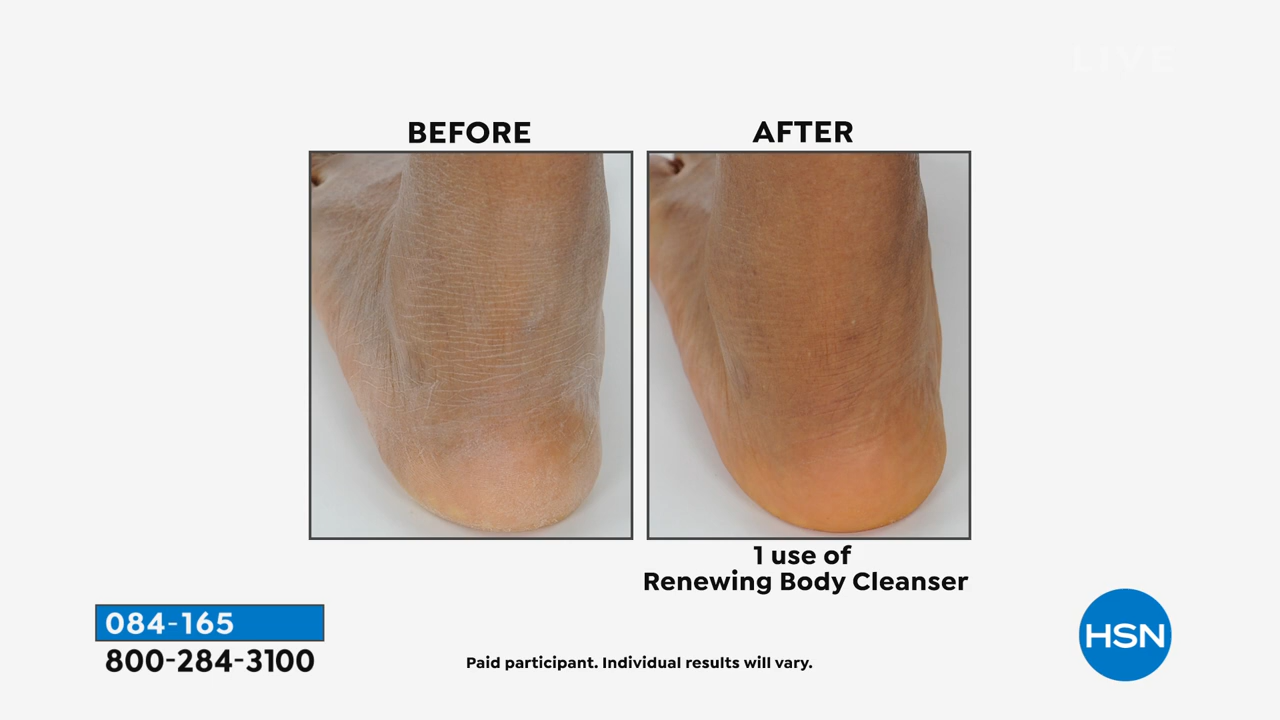 LIVE
BEFORE
AFTER
1 use of
Renewing Body Cleanser
084-165
800-284-3100
Paid participant. Individual results will vary.
HSN